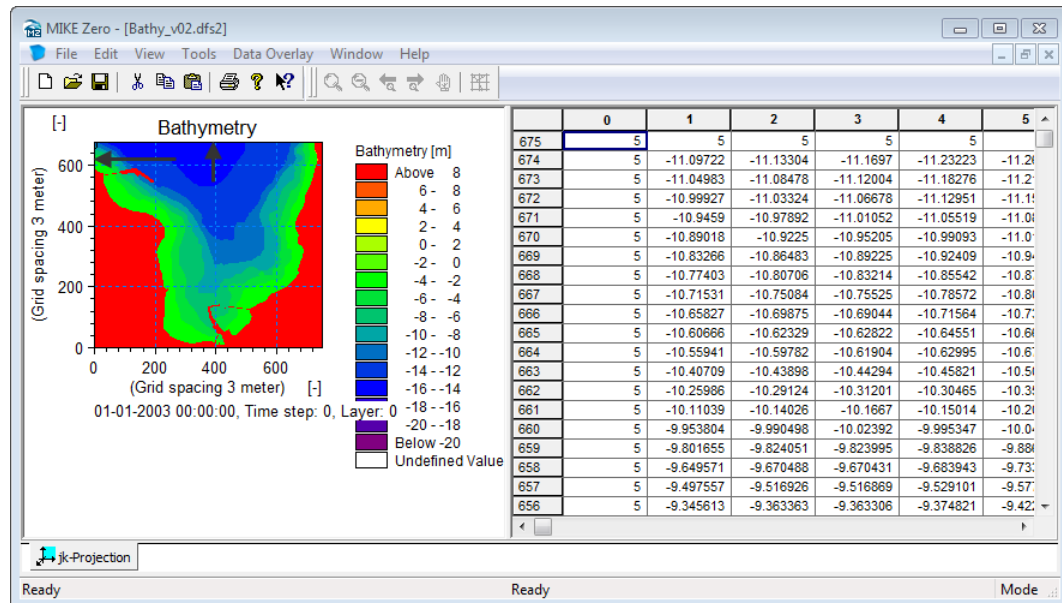 MIKE Zero - [Bathy_v02.dfs2]
File Edit View Tools Data Overlay Window Help
[-]
Bathymetry
600
400
200
0
(Grid spacing 3 meter)
0 200 400 600
(Grid spacing 3 meter) [-]
01-01-2003 00:00:00, Time step: 0, Layer: 0
Bathymetry [m]
Above 8
6 - 8
4 - 6
2 - 4
0 - 2
-2 - 0
-4 - -2
-6 - -4
-8 - -6
-10 - -8
-12 - -10
-14 - -12
-16 - -14
-18 - -16
-20 - -18
Below -20
Undefined Value
0 1 2 3 4 5
675 5 5 5 5 5
674 5 -11.09722 -11.13304 -11.1697 -11.23223
673 5 -11.04983 -11.08478 -11.12004 -11.18276
672 5 -10.99927 -11.03324 -11.06678 -11.12951
671 5 -10.9459 -10.97892 -11.01052 -11.05519
670 5 -10.89018 -10.9225 -10.95205 -10.99093
669 5 -10.83266 -10.86483 -10.89225 -10.92409
668 5 -10.77403 -10.80706 -10.83214 -10.85542
667 5 -10.71531 -10.75084 -10.75525 -10.78572
666 5 -10.65827 -10.69875 -10.69044 -10.71564
665 5 -10.60666 -10.62329 -10.62822 -10.64551
664 5 -10.55941 -10.59782 -10.61904 -10.62995
663 5 -10.40709 -10.43898 -10.44294 -10.45821
662 5 -10.25986 -10.29124 -10.31201 -10.30465
661 5 -10.11039 -10.14026 -10.1667 -10.15014
660 5 -9.953804 -9.990498 -10.02392 -9.995347
659 5 -9.801655 -9.824051 -9.823995 -9.838826
658 5 -9.649571 -9.670488 -9.670431 -9.683943
657 5 -9.497557 -9.516926 -9.516869 -9.529101
656 5 -9.345613 -9.363363 -9.363306 -9.374821
jk-Projection
Ready Ready Mode